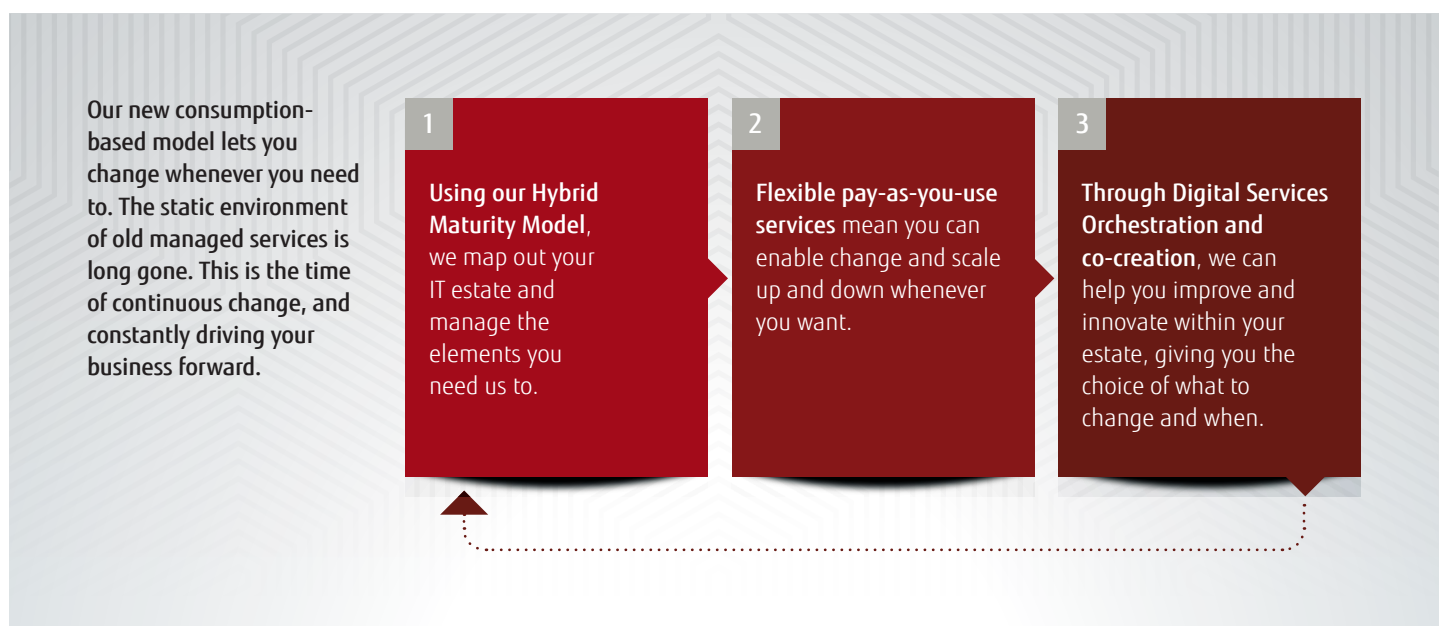 Our new consumption-
based model lets you
change whenever you need
to. The static environment
of old managed services is
long gone. This is the time
of continuous change, and
constantly driving your
business forward.
1
Using our Hybrid
Maturity Model,
we map out your
IT estate and
manage the
elements you
need us to.
2
Flexible pay-as-you-use
services mean you can
enable change and scale
up and down whenever
you want.
3
Through Digital Services
Orchestration and
co-creation, we can
help you improve and
innovate within your
estate, giving you the
choice of what to
change and when.